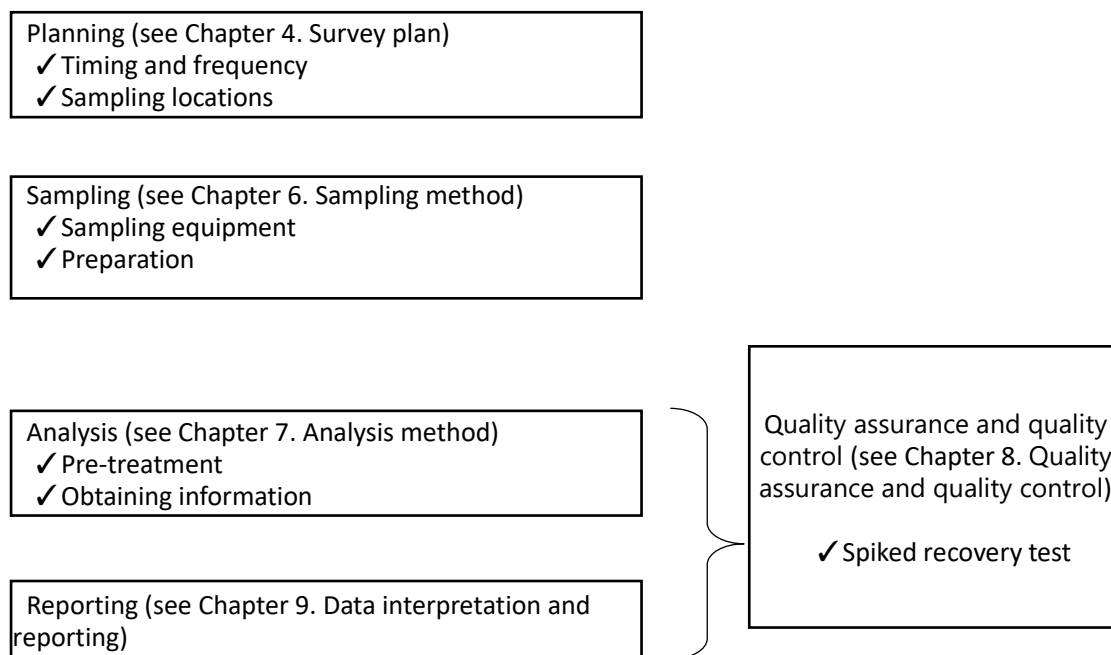 Planning (see Chapter 4. Survey plan)
✓Timing and frequency
✓Sampling locations
Sampling (see Chapter 6. Sampling method)
✓Sampling equipment
✓Preparation
Analysis (see Chapter 7. Analysis method)
✓Pre-treatment
✓Obtaining information
Quality assurance and quality
control (see Chapter 8. Quality
assurance and quality control)
✓Spiked recovery test
Reporting (see Chapter 9. Data interpretation and
reporting)